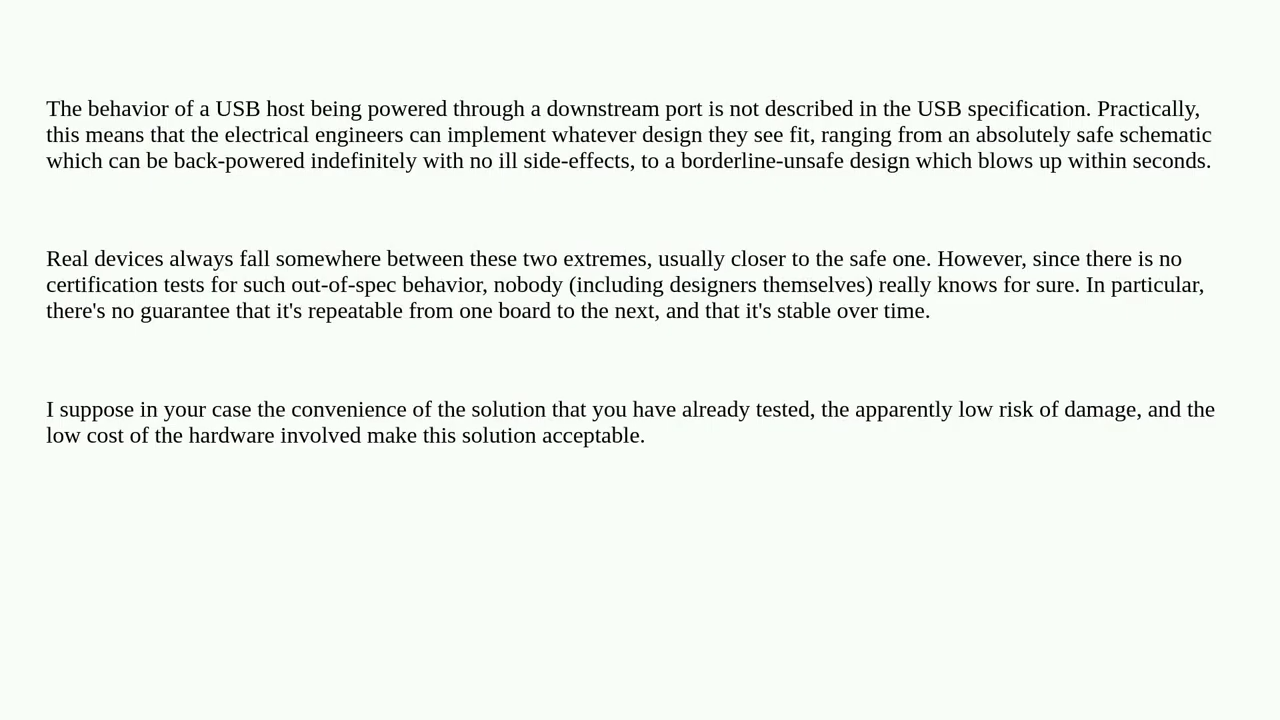 The behavior of a USB host being powered through a downstream port is not described in the USB specification. Practically,
this means that the electrical engineers can implement whatever design they see fit, ranging from an absolutely safe schematic
which can be back-powered indefinitely with no ill side-effects, to a borderline-unsafe design which blows up within seconds.
Real devices always fall somewhere between these two extremes, usually closer to the safe one. However, since there is no
certification tests for such out-of-spec behavior, nobody (including designers themselves) really knows for sure. In particular,
there's no guarantee that it's repeatable from one board to the next, and that it's stable over time.
I suppose in your case the convenience of the solution that you have already tested, the apparently low risk of damage, and the
low cost of the hardware involved make this solution acceptable.